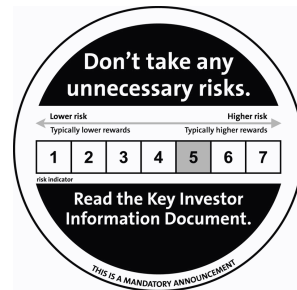 Don't take any
unnecessary risks.
Lower risk Higher risk
Typically lower rewards Typically higher rewards
1 2 3 4 5 6 7
risk indicator
Read the Key Investor
Information Document.
THIS IS A MANDATORY ANNOUNCEMENT